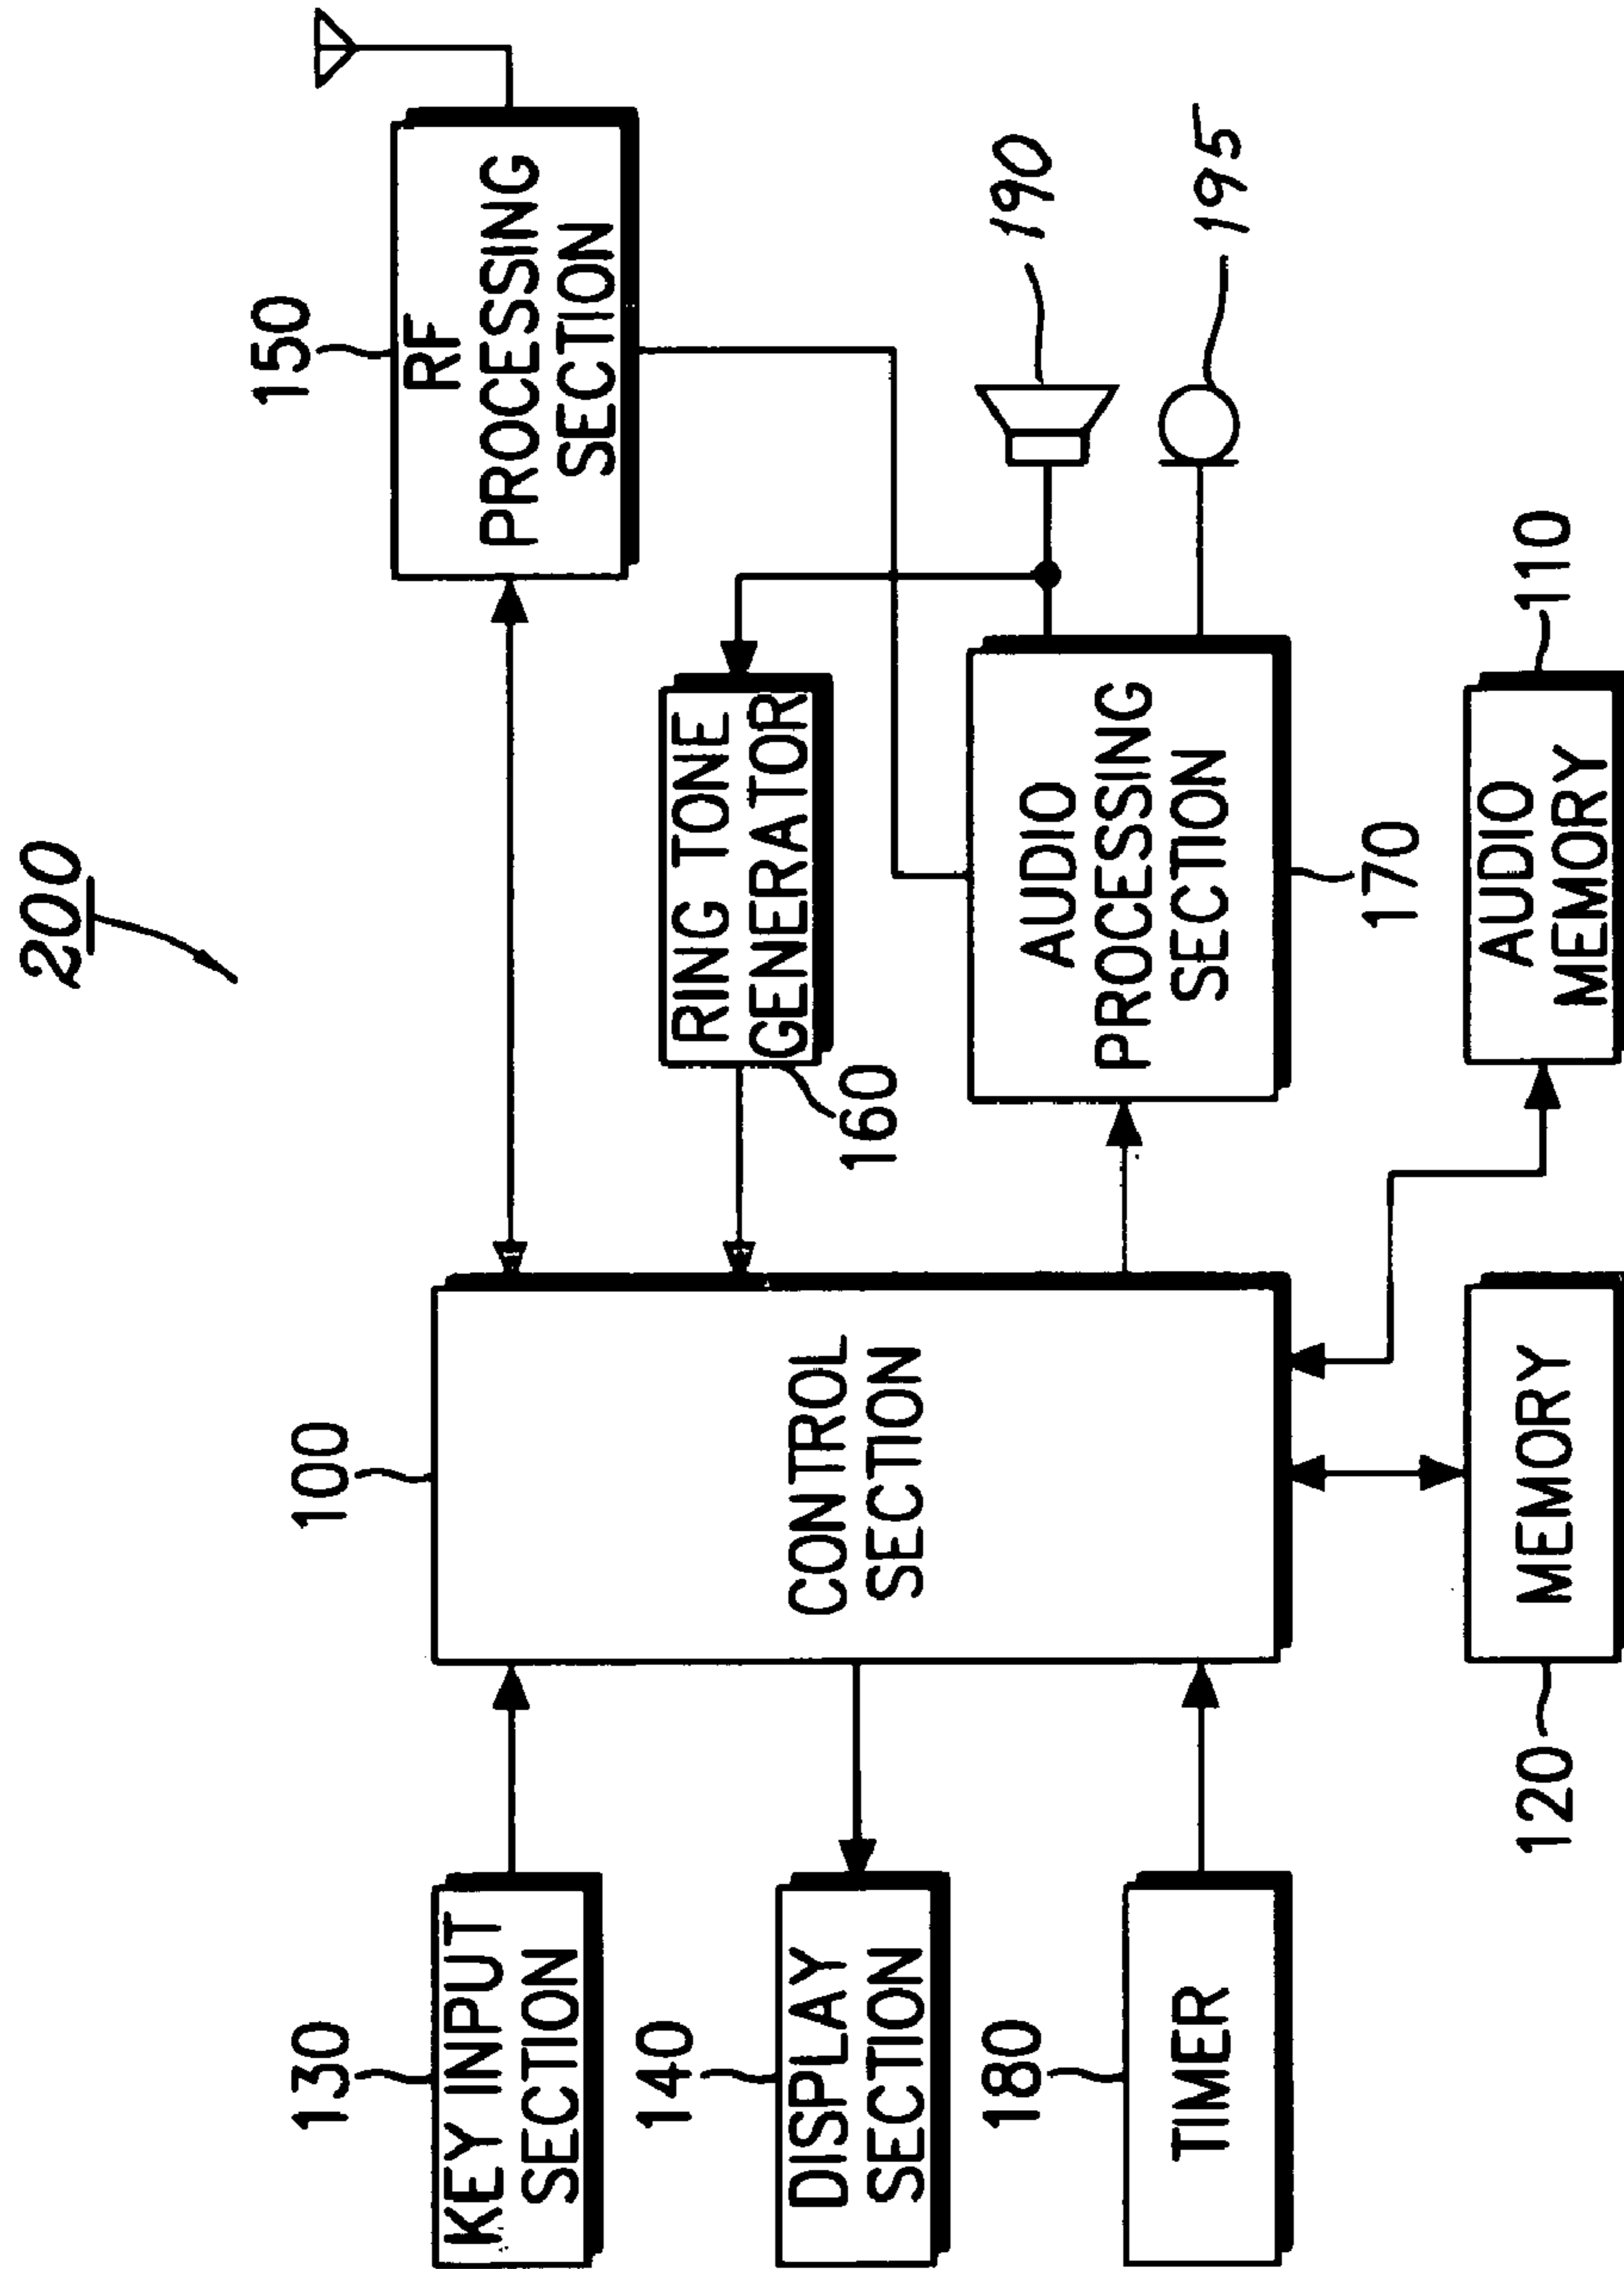 200
150
RF
PROCESSING
SECTION
100
CONTROL
SECTION
130
KEY INPUT
SECTION
140
DISPLAY
SECTION
180
TIMER
RING TONE
GENERATOR
160
190
195
AUDIO
PROCESSING
SECTION
170
120
MEMORY
AUDIO
MEMORY
110